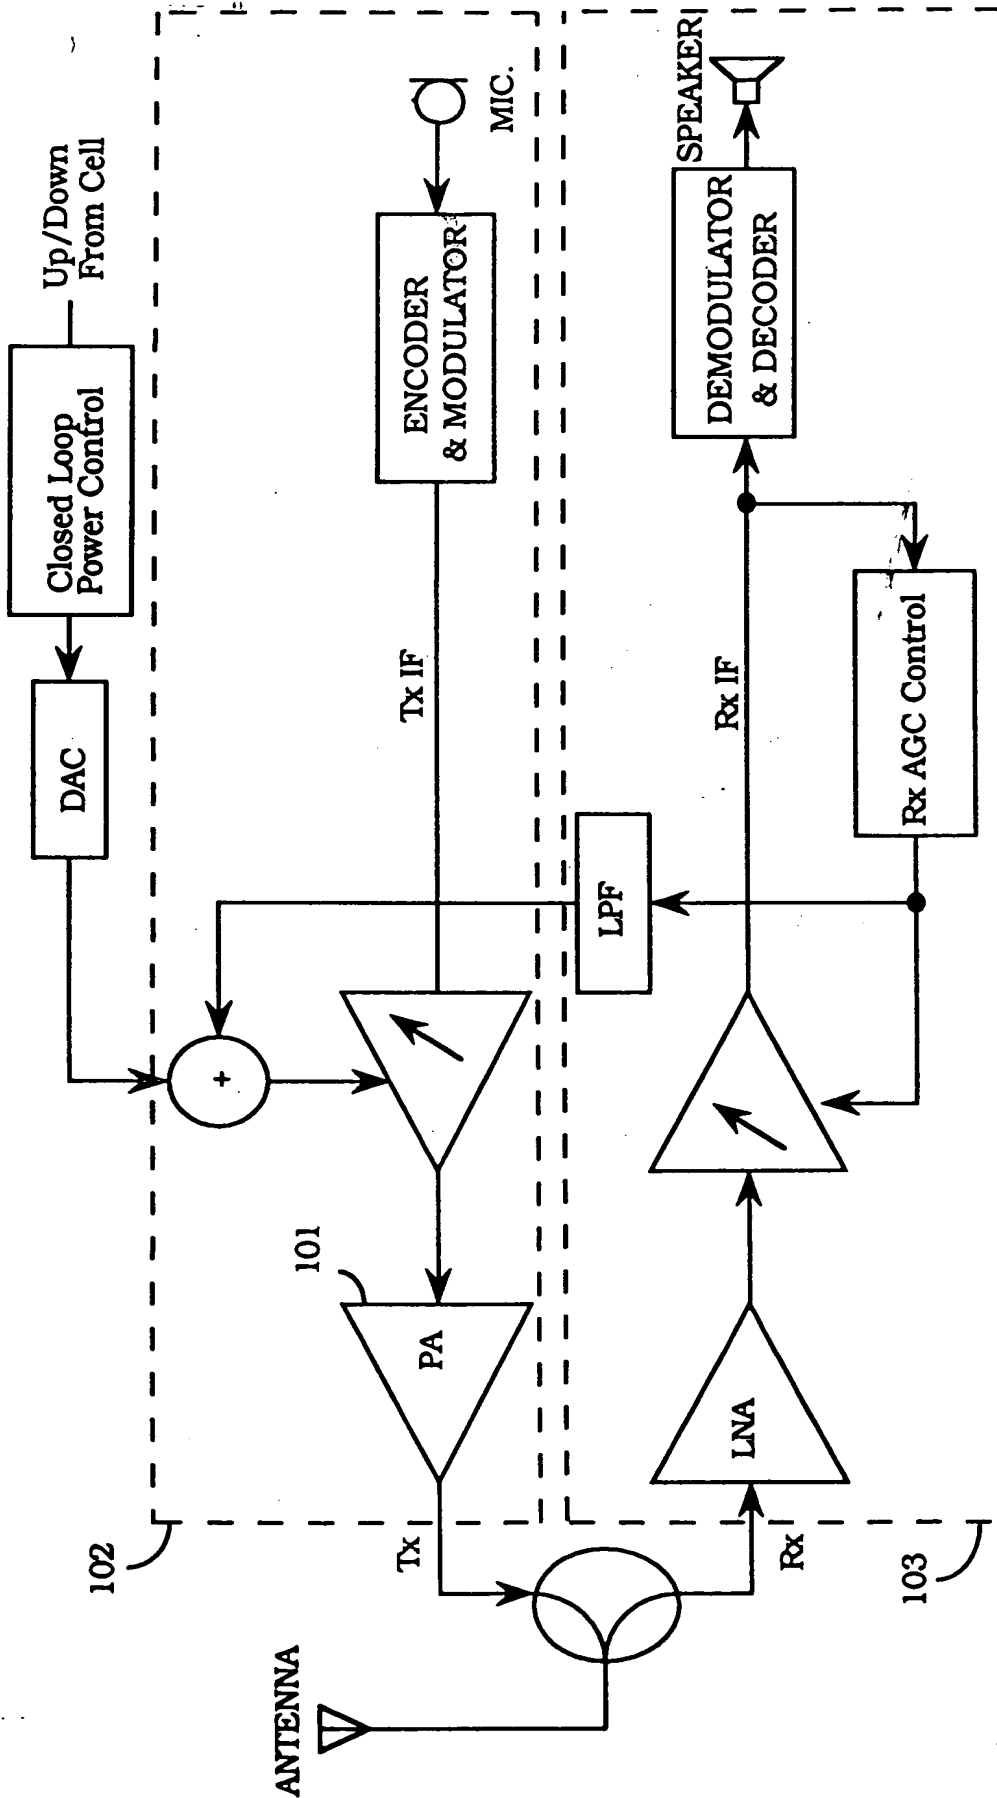 Up/Down
From Cell
Closed Loop
Power Control
DAC
102
+
101
PA
Tx IF
ENCODER
& MODULATOR
MIC.
LPF
ANTENNA
Tx
Rx
LNA
Rx IF
DEMODULATOR
& DECODER
SPEAKER
Rx AGC Control
103